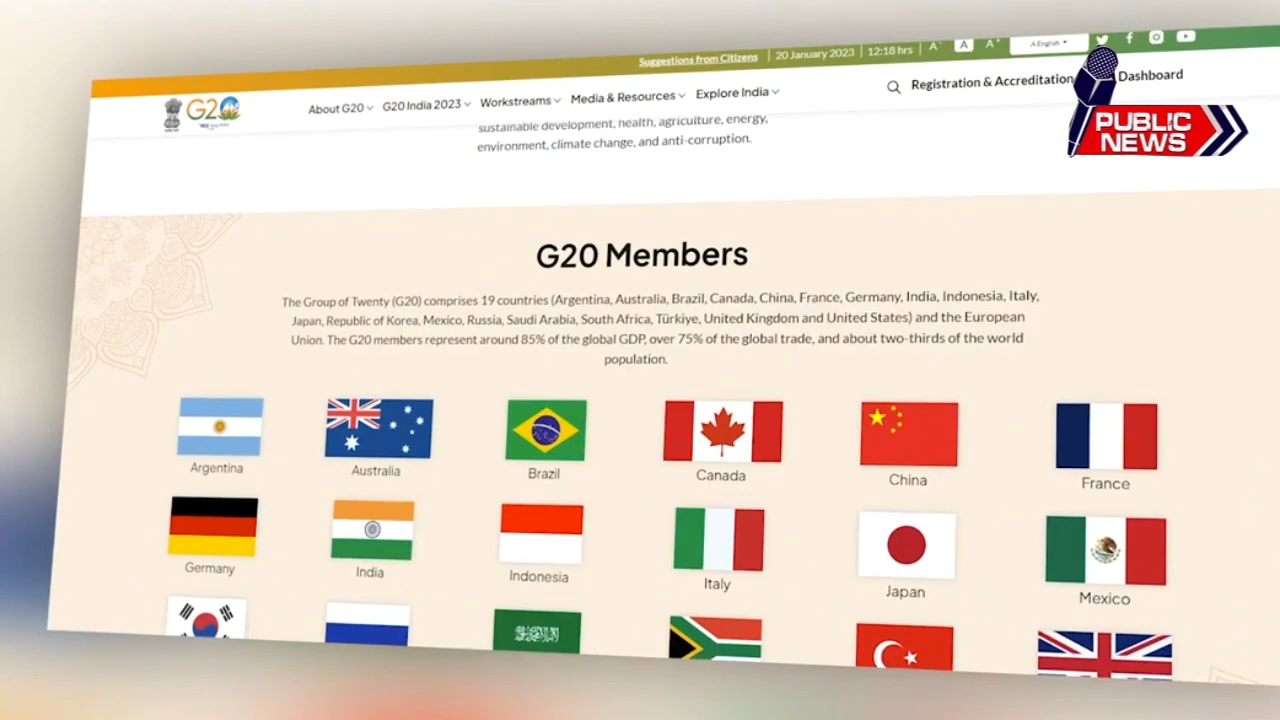 Suggestions from Citizens | 20 January 2023 | 12:18 hrs | A- A A+ A English
G20
About G20 G20 India 2023 Workstreams Media & Resources Explore India Registration & Accreditation Dashboard
PUBLIC
NEWS
sustainable development, health, agriculture, energy,
environment, climate change, and anti-corruption.
G20 Members
The Group of Twenty (G20) comprises 19 countries (Argentina, Australia, Brazil, Canada, China, France, Germany, India, Indonesia, Italy,
Japan, Republic of Korea, Mexico, Russia, Saudi Arabia, South Africa, Türkiye, United Kingdom and United States) and the European
Union. The G20 members represent around 85% of the global GDP, over 75% of the global trade, and about two-thirds of the world
population.
Argentina Australia Brazil Canada China France
Germany India Indonesia Italy Japan Mexico